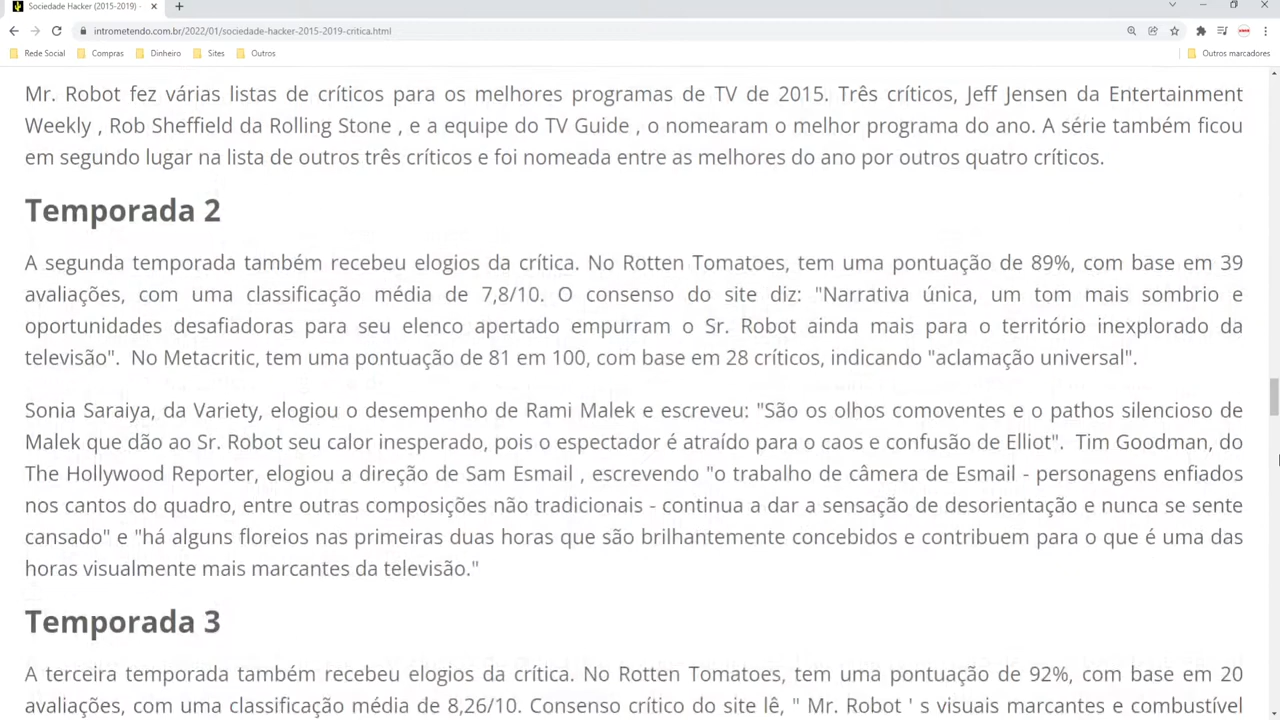 Sociedade Hacker (2015-2019) -
intrometendo.com.br/2022/01/sociedade-hacker-2015-2019-critica.html
Rede Social Compras Dinheiro Sites Outros Outros marcadores
Mr. Robot fez várias listas de críticos para os melhores programas de TV de 2015. Três críticos, Jeff Jensen da Entertainment
Weekly , Rob Sheffield da Rolling Stone , e a equipe do TV Guide , o nomearam o melhor programa do ano. A série também ficou
em segundo lugar na lista de outros três críticos e foi nomeada entre as melhores do ano por outros quatro críticos.
Temporada 2
A segunda temporada também recebeu elogios da crítica. No Rotten Tomatoes, tem uma pontuação de 89%, com base em 39
avaliações, com uma classificação média de 7,8/10. O consenso do site diz: "Narrativa única, um tom mais sombrio e
oportunidades desafiadoras para seu elenco apertado empurram o Sr. Robot ainda mais para o território inexplorado da
televisão". No Metacritic, tem uma pontuação de 81 em 100, com base em 28 críticos, indicando "aclamação universal".
Sonia Saraiya, da Variety, elogiou o desempenho de Rami Malek e escreveu: "São os olhos comoventes e o pathos silencioso de
Malek que dão ao Sr. Robot seu calor inesperado, pois o espectador é atraído para o caos e confusão de Elliot". Tim Goodman, do
The Hollywood Reporter, elogiou a direção de Sam Esmail , escrevendo "o trabalho de câmera de Esmail - personagens enfiados
nos cantos do quadro, entre outras composições não tradicionais - continua a dar a sensação de desorientação e nunca se sente
cansado" e "há alguns floreios nas primeiras duas horas que são brilhantemente concebidos e contribuem para o que é uma das
horas visualmente mais marcantes da televisão."
Temporada 3
A terceira temporada também recebeu elogios da crítica. No Rotten Tomatoes, tem uma pontuação de 92%, com base em 20
avaliações, com uma classificação média de 8,26/10. Consenso crítico do site lê, " Mr. Robot ' s visuais marcantes e combustível